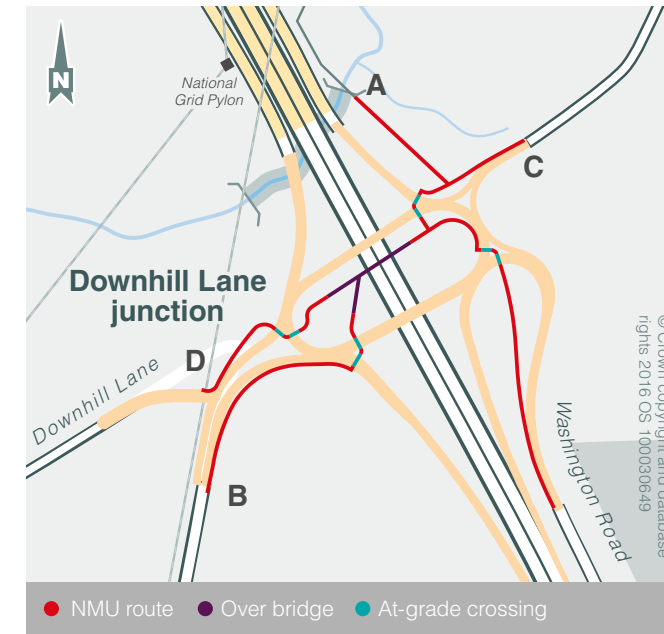 N
National
Grid Pylon
A
C
Downhill Lane
junction
D
Downhill Lane
B
Washington Road
© Crown copyright and database
rights 2016 OS 100030649
NMU route
Over bridge
At-grade crossing